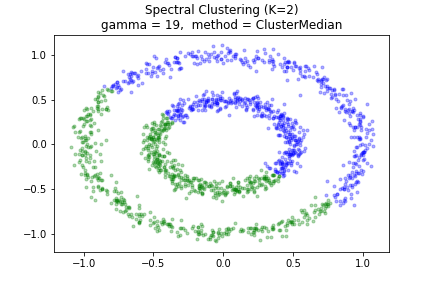 Spectral Clustering (K=2)
gamma = 19,  method = ClusterMedian
1.0
0.5
0.0
−0.5
−1.0
−1.0 −0.5 0.0 0.5 1.0